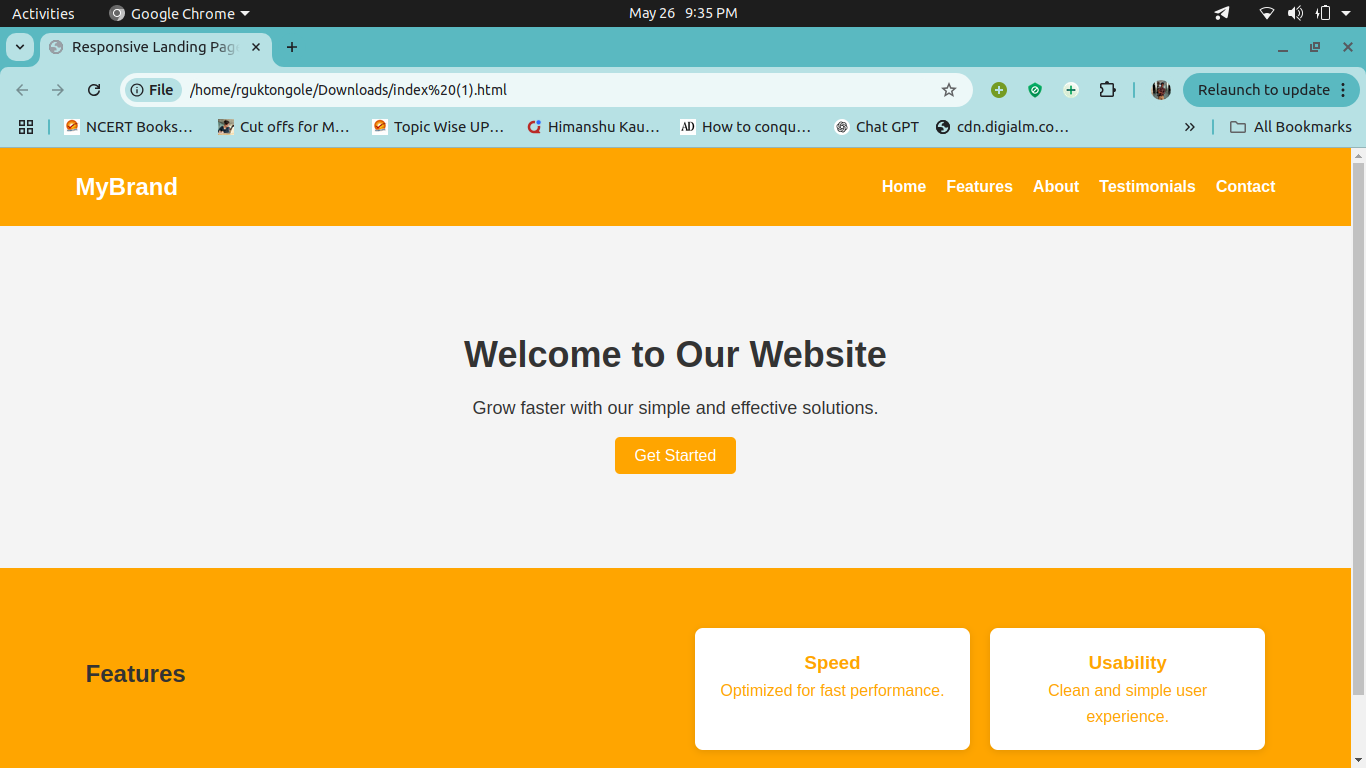 Activities Google Chrome May 26 9:35 PM
Responsive Landing Pag
File /home/rguktongole/Downloads/index%20(1).html Relaunch to update
NCERT Books… Cut offs for M… Topic Wise UP… Himanshu Kau… AD How to conqu… Chat GPT cdn.digialm.co… All Bookmarks
MyBrand Home Features About Testimonials Contact
Welcome to Our Website
Grow faster with our simple and effective solutions.
Get Started
Features
Speed
Optimized for fast performance.
Usability
Clean and simple user
experience.